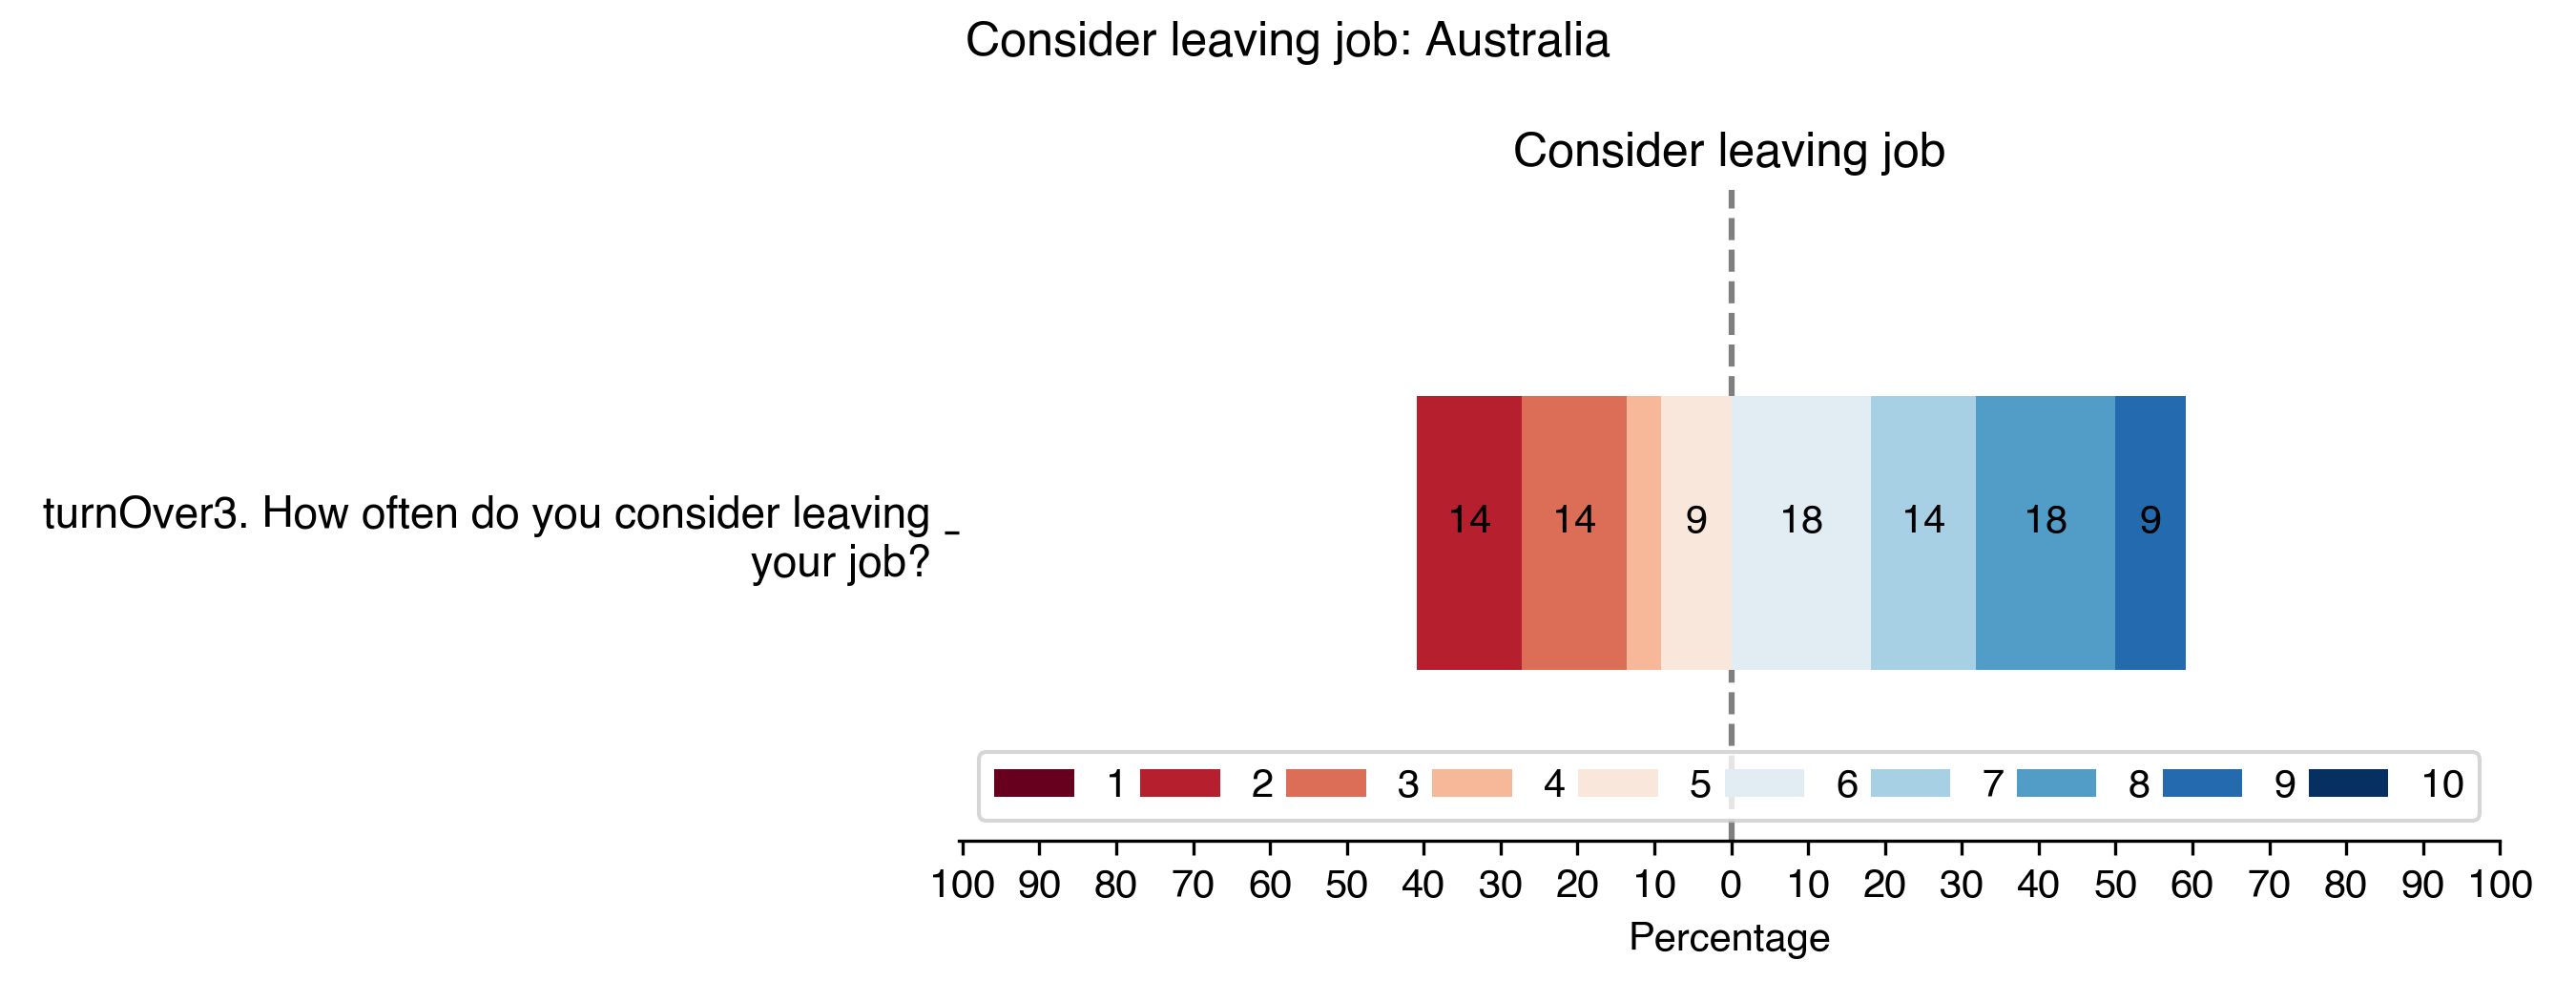 Consider leaving job: Australia
Consider leaving job
turnOver3. How often do you consider leaving
your job?
14 14 9 18 14 18 9
1 2 3 4 5 6 7 8 9 10
100 90 80 70 60 50 40 30 20 10 0 10 20 30 40 50 60 70 80 90 100
Percentage